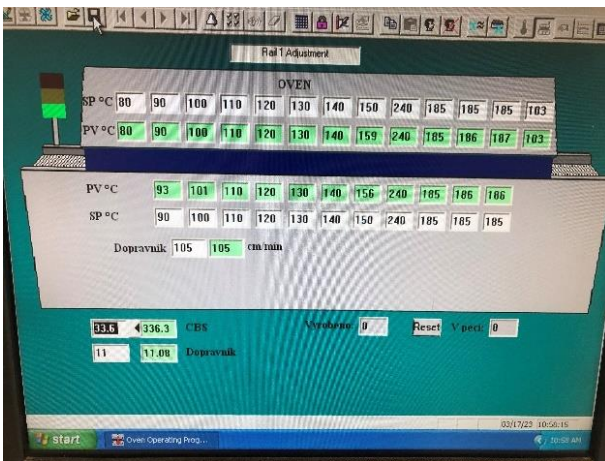 Rail 1 Adjustment
OVEN
SP °C 80 90 100 110 120 130 140 150 240 185 185 185 103
PV °C 80 90 100 110 120 130 140 159 240 185 186 187 103
PV °C 93 101 110 120 130 140 156 240 185 186 186
SP °C 90 100 110 120 130 140 150 240 185 185 185
Dopravnik 105 105 cm/min
33.6 336.3 CBS Vyrobeno: 0 Reset V peci: 0
11 11.08 Dopravnik
03/17/23 10:58:15
start Oven Operating Prog... 10:58 AM